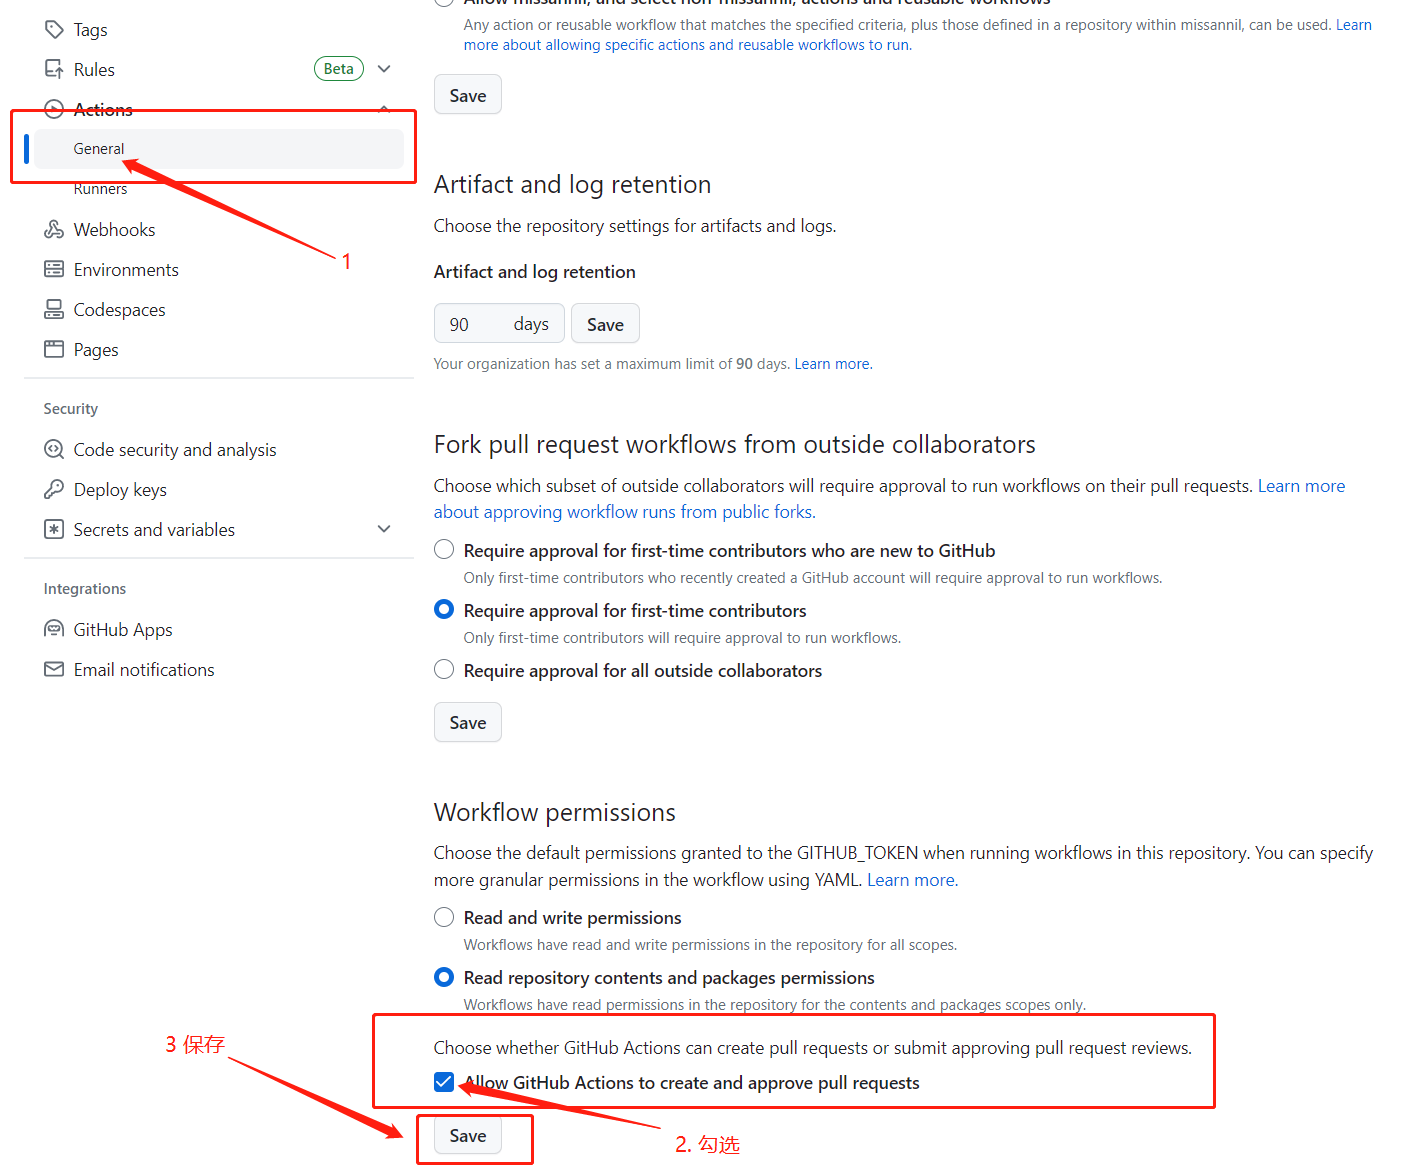 Tags
Rules
Beta
Actions
General
Runners
1
Webhooks
Environments
Codespaces
Pages
Security
Code security and analysis
Deploy keys
Secrets and variables
Integrations
GitHub Apps
Email notifications
Allow missannil, and select non-missannil, actions and reusable workflows
Any action or reusable workflow that matches the specified criteria, plus those defined in a repository within missannil, can be used. Learn
more about allowing specific actions and reusable workflows to run.
Save
Artifact and log retention
Choose the repository settings for artifacts and logs.
Artifact and log retention
90 days Save
Your organization has set a maximum limit of 90 days. Learn more.
Fork pull request workflows from outside collaborators
Choose which subset of outside collaborators will require approval to run workflows on their pull requests. Learn more
about approving workflow runs from public forks.
Require approval for first-time contributors who are new to GitHub
Only first-time contributors who recently created a GitHub account will require approval to run workflows.
Require approval for first-time contributors
Only first-time contributors will require approval to run workflows.
Require approval for all outside collaborators
Save
Workflow permissions
Choose the default permissions granted to the GITHUB_TOKEN when running workflows in this repository. You can specify
more granular permissions in the workflow using YAML. Learn more.
Read and write permissions
Workflows have read and write permissions in the repository for all scopes.
Read repository contents and packages permissions
Workflows have read permissions in the repository for the contents and packages scopes only.
3 保存
Choose whether GitHub Actions can create pull requests or submit approving pull request reviews.
Allow GitHub Actions to create and approve pull requests
Save
2. 勾选